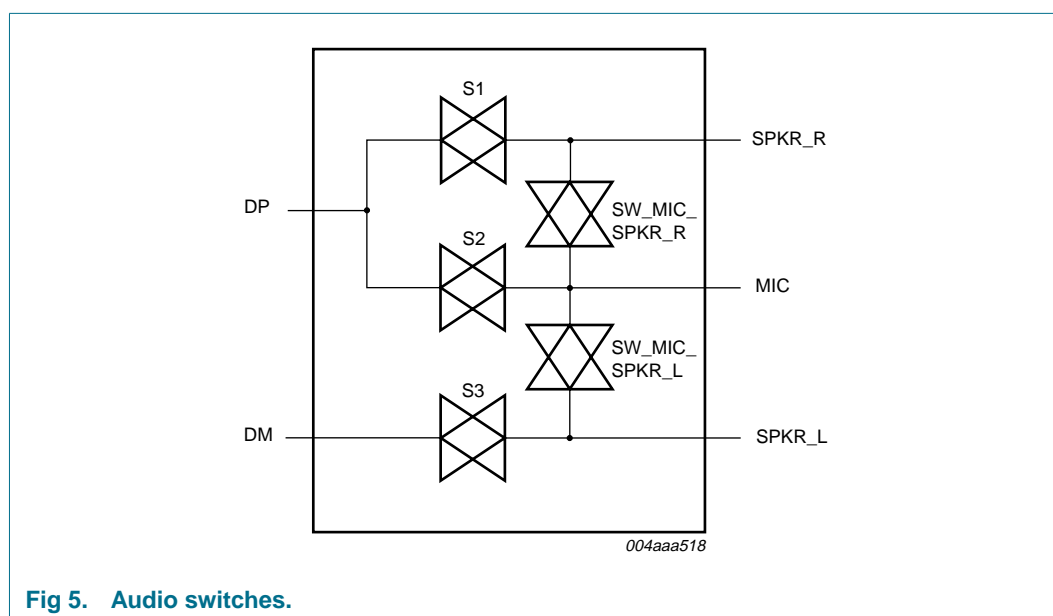 S1
SPKR_R
DP
SW_MIC_
SPKR_R
S2
MIC
SW_MIC_
SPKR_L
S3
DM
SPKR_L
004aaa518
Fig 5. Audio switches.